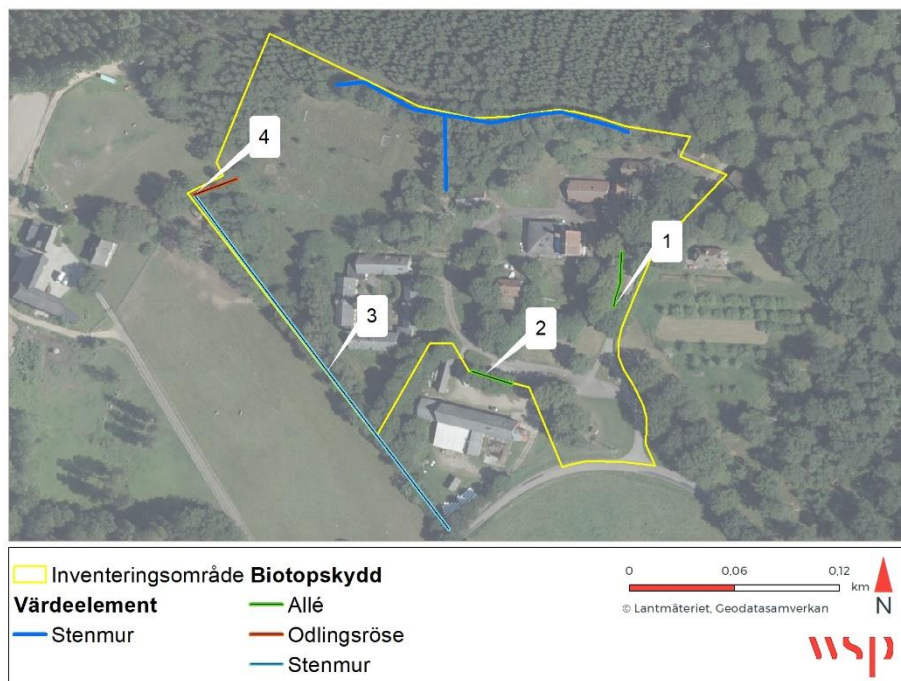 4
1
3
2
Inventeringsområde
Värdeelement
Stenmur
Biotopskydd
Allé
Odlingsröse
Stenmur
0 0,06 0,12
km
© Lantmäteriet, Geodatasamverkan
N
wsp